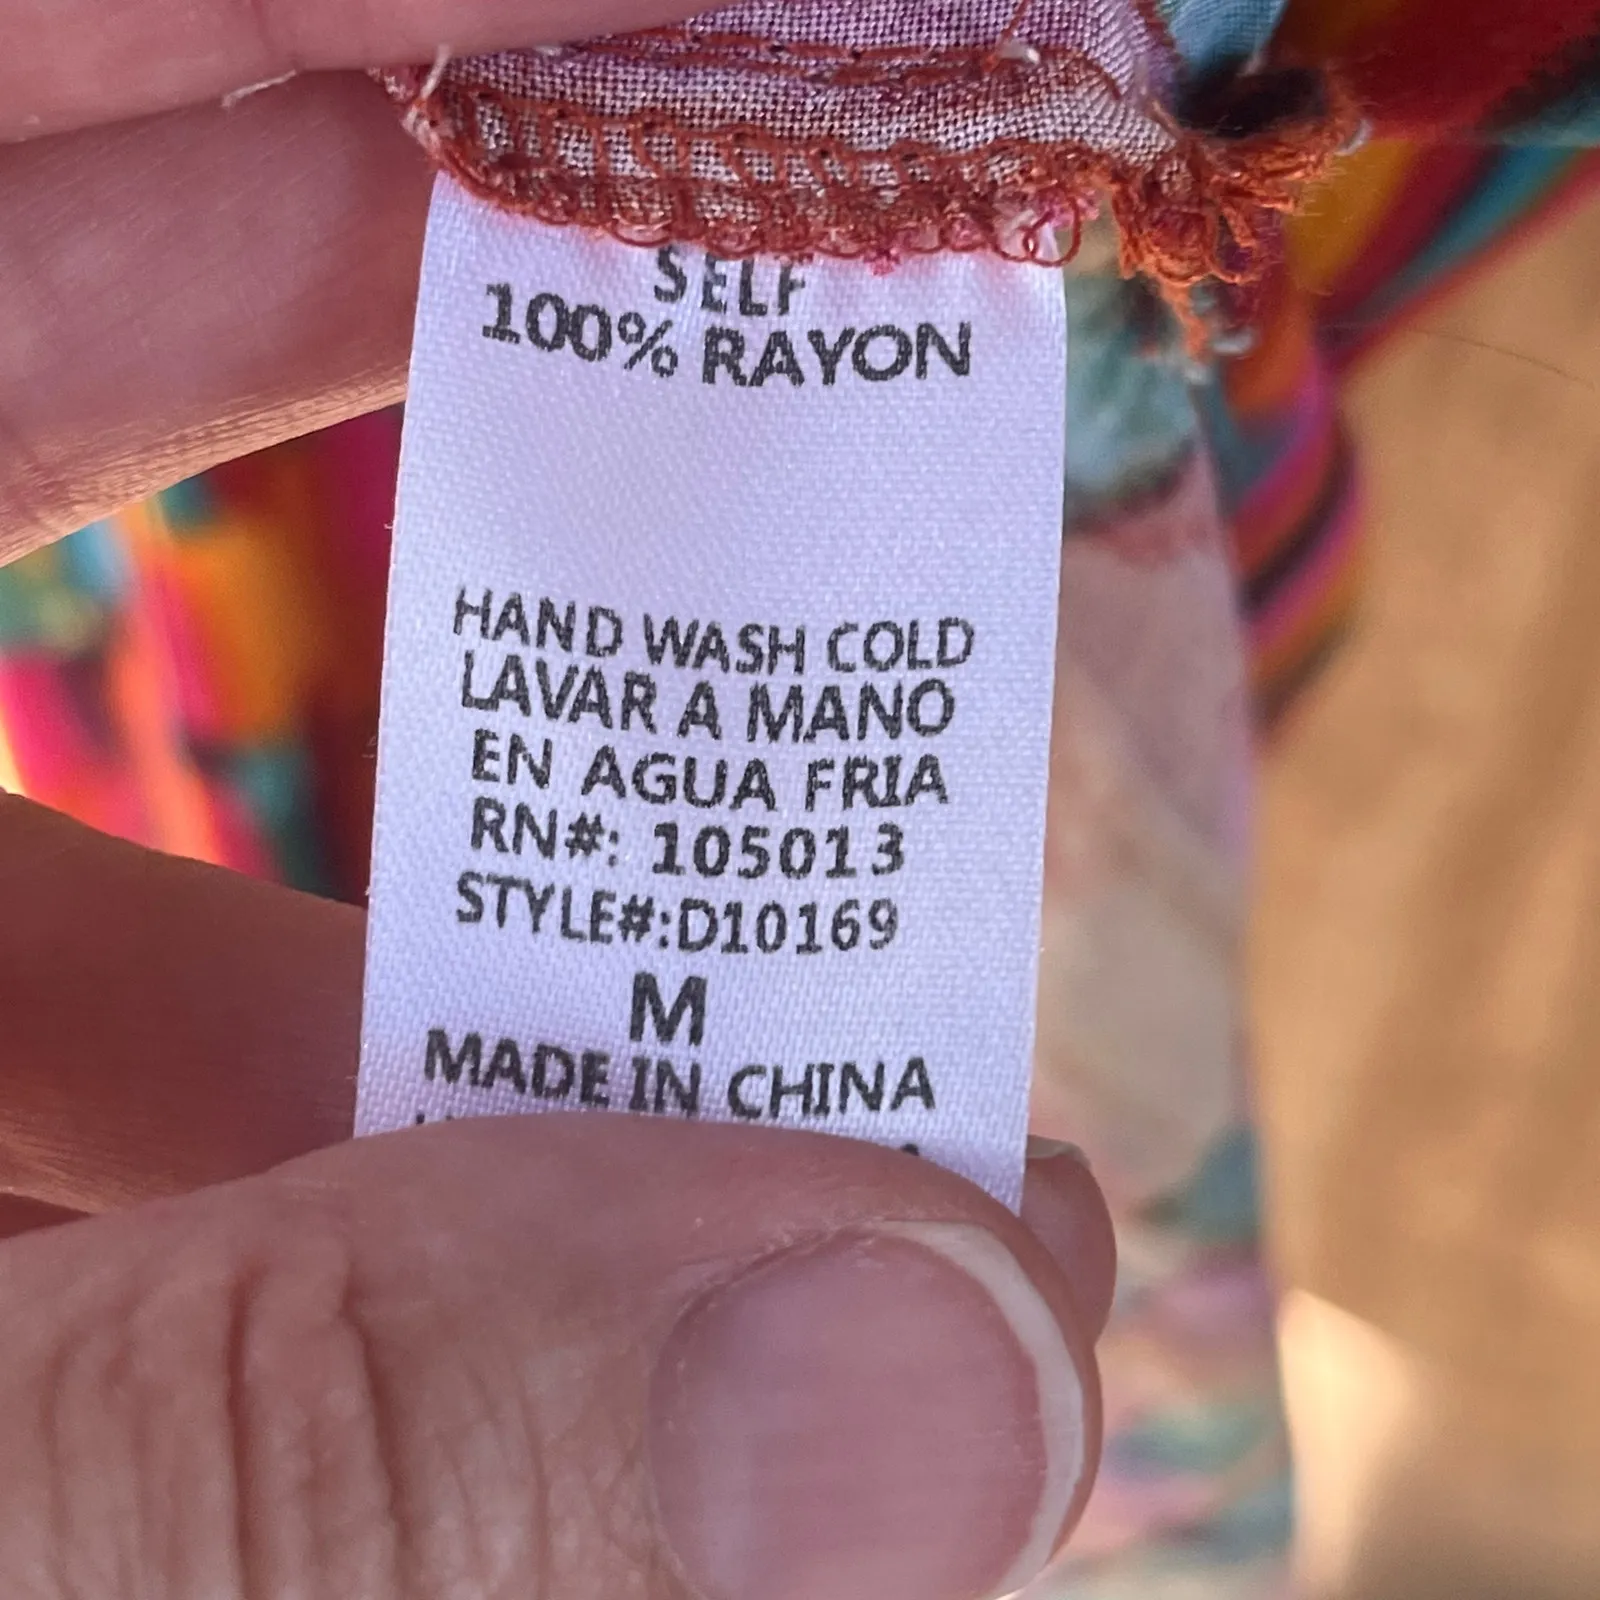 SELF
100% RAYON
HAND WASH COLD
LAVAR A MANO
EN AGUA FRIA
RN#: 105013
STYLE#:D10169
M
MADE IN CHINA